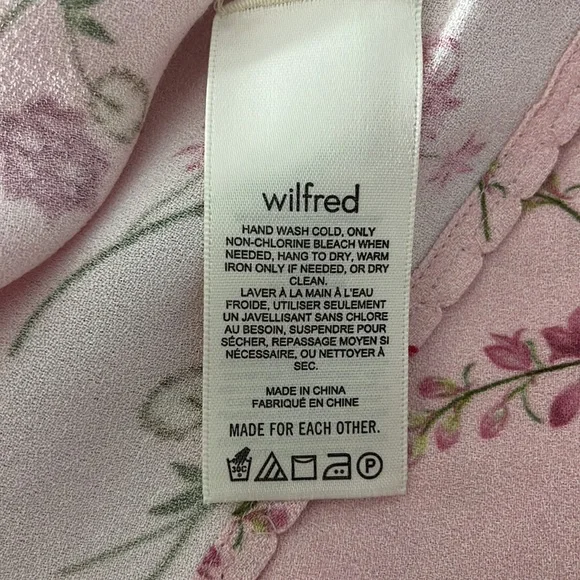 wilfred
HAND WASH COLD, ONLY
NON-CHLORINE BLEACH WHEN
NEEDED, HANG TO DRY, WARM
IRON ONLY IF NEEDED, OR DRY
CLEAN.
LAVER À LA MAIN À L'EAU
FROIDE, UTILISER SEULEMENT
UN JAVELLISANT SANS CHLORE
AU BESOIN, SUSPENDRE POUR
SÉCHER, REPASSAGE MOYEN SI
NÉCESSAIRE, OU NETTOYER À
SEC.
MADE IN CHINA
FABRIQUÉ EN CHINE
MADE FOR EACH OTHER.
30C P